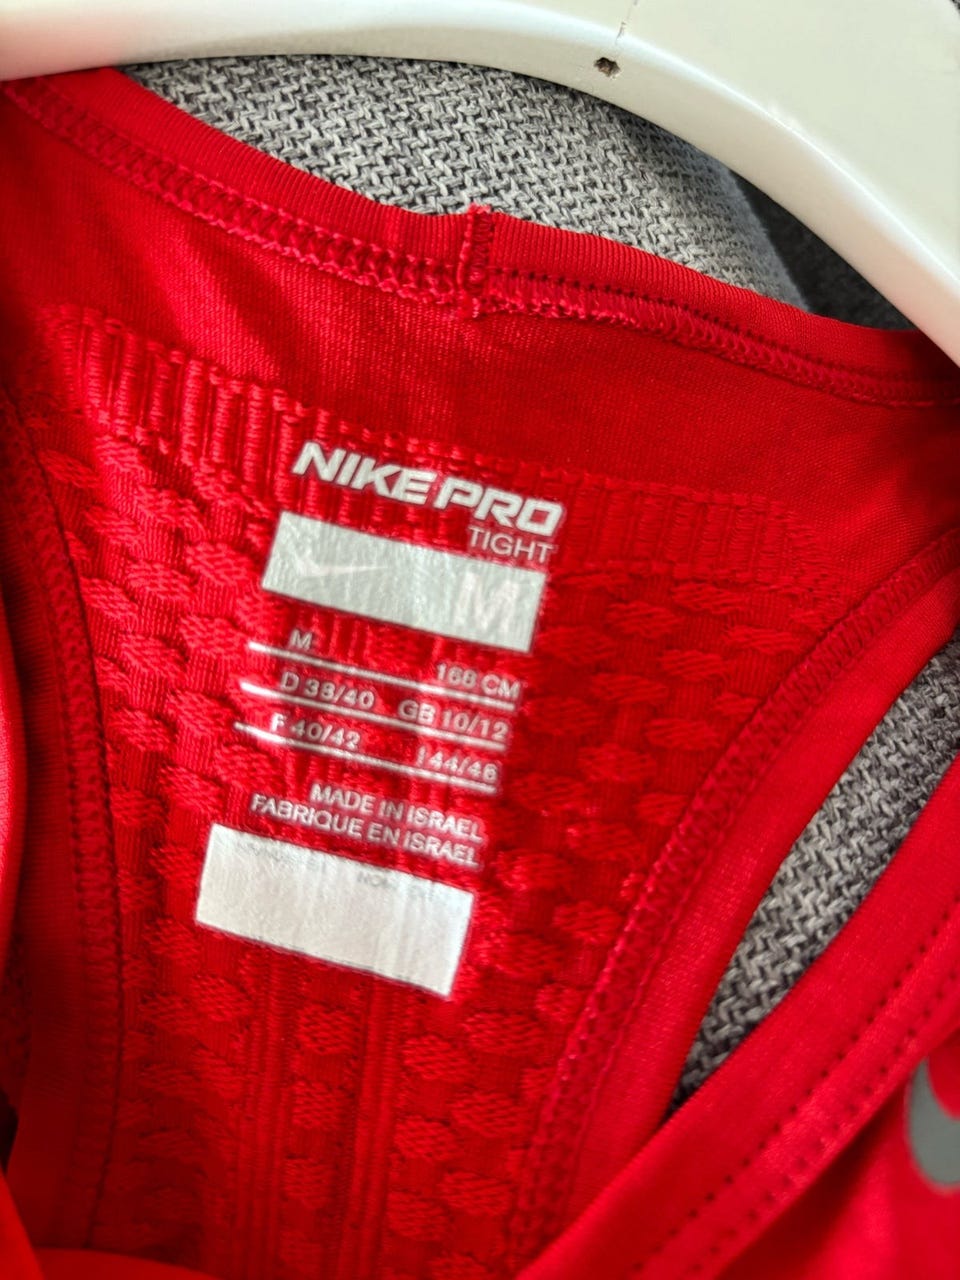 NIKE PRO
TIGHT
M
M 168 CM
D 38/40 GB 10/12
F 40/42 I 44/46
MADE IN ISRAEL
FABRIQUE EN ISRAEL